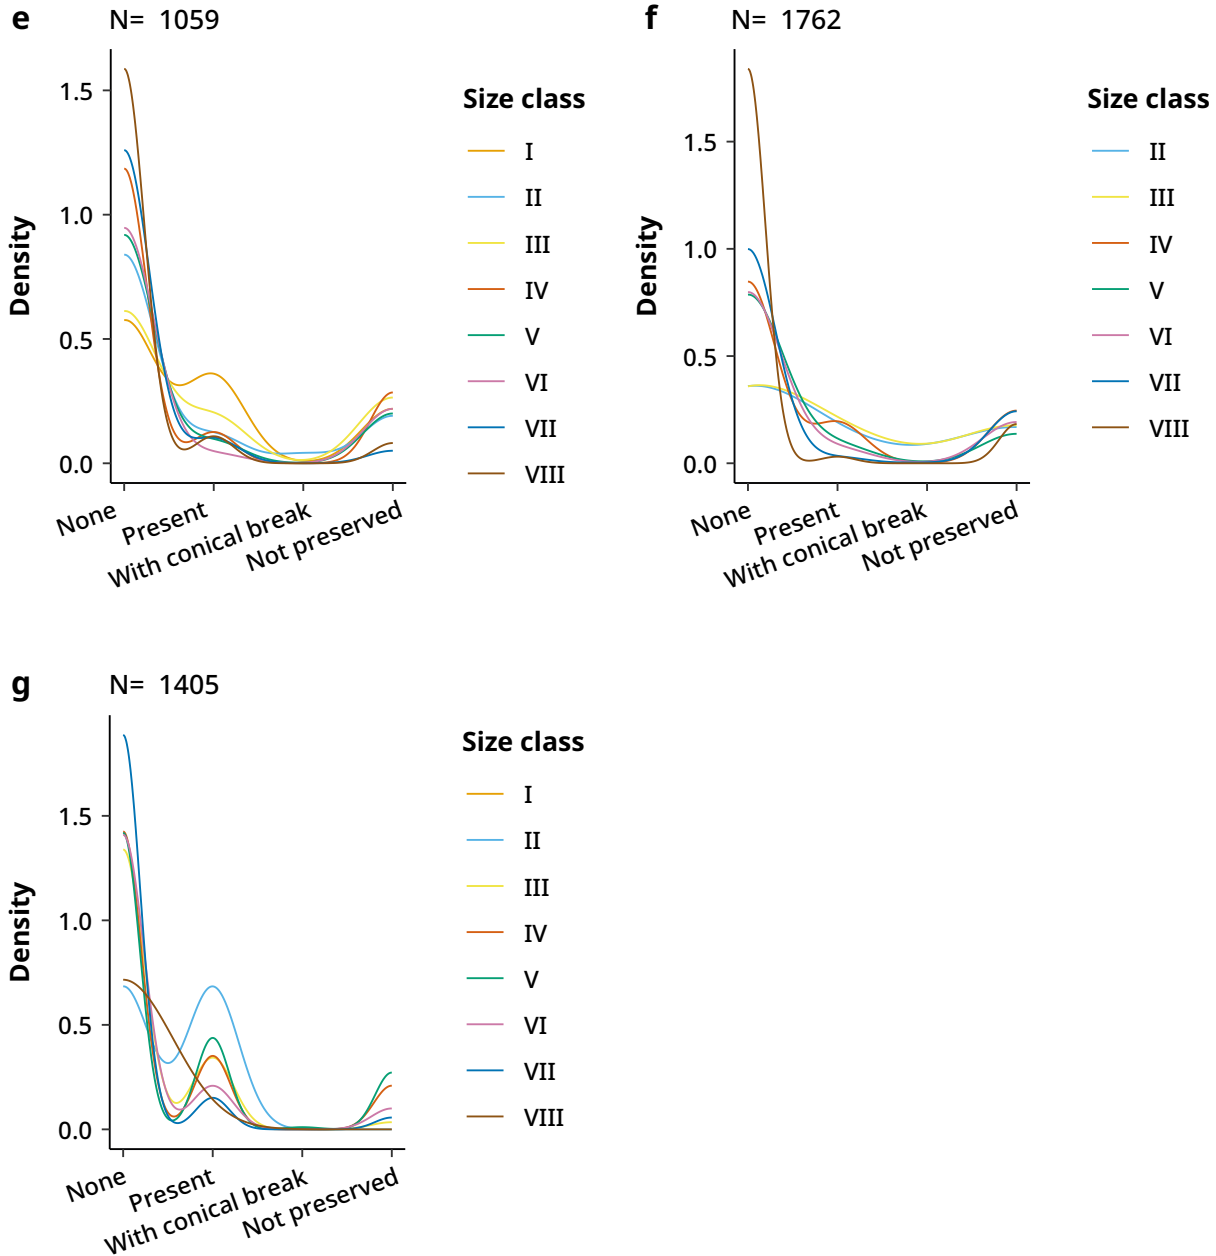 e
N= 1059
Density
1.5
1.0
0.5
0.0
None
Present
With conical break
Not preserved
Size class
I
II
III
IV
V
VI
VII
VIII
f
N= 1762
Density
1.5
1.0
0.5
0.0
None
Present
With conical break
Not preserved
Size class
II
III
IV
V
VI
VII
VIII
g
N= 1405
Density
1.5
1.0
0.5
0.0
None
Present
With conical break
Not preserved
Size class
I
II
III
IV
V
VI
VII
VIII